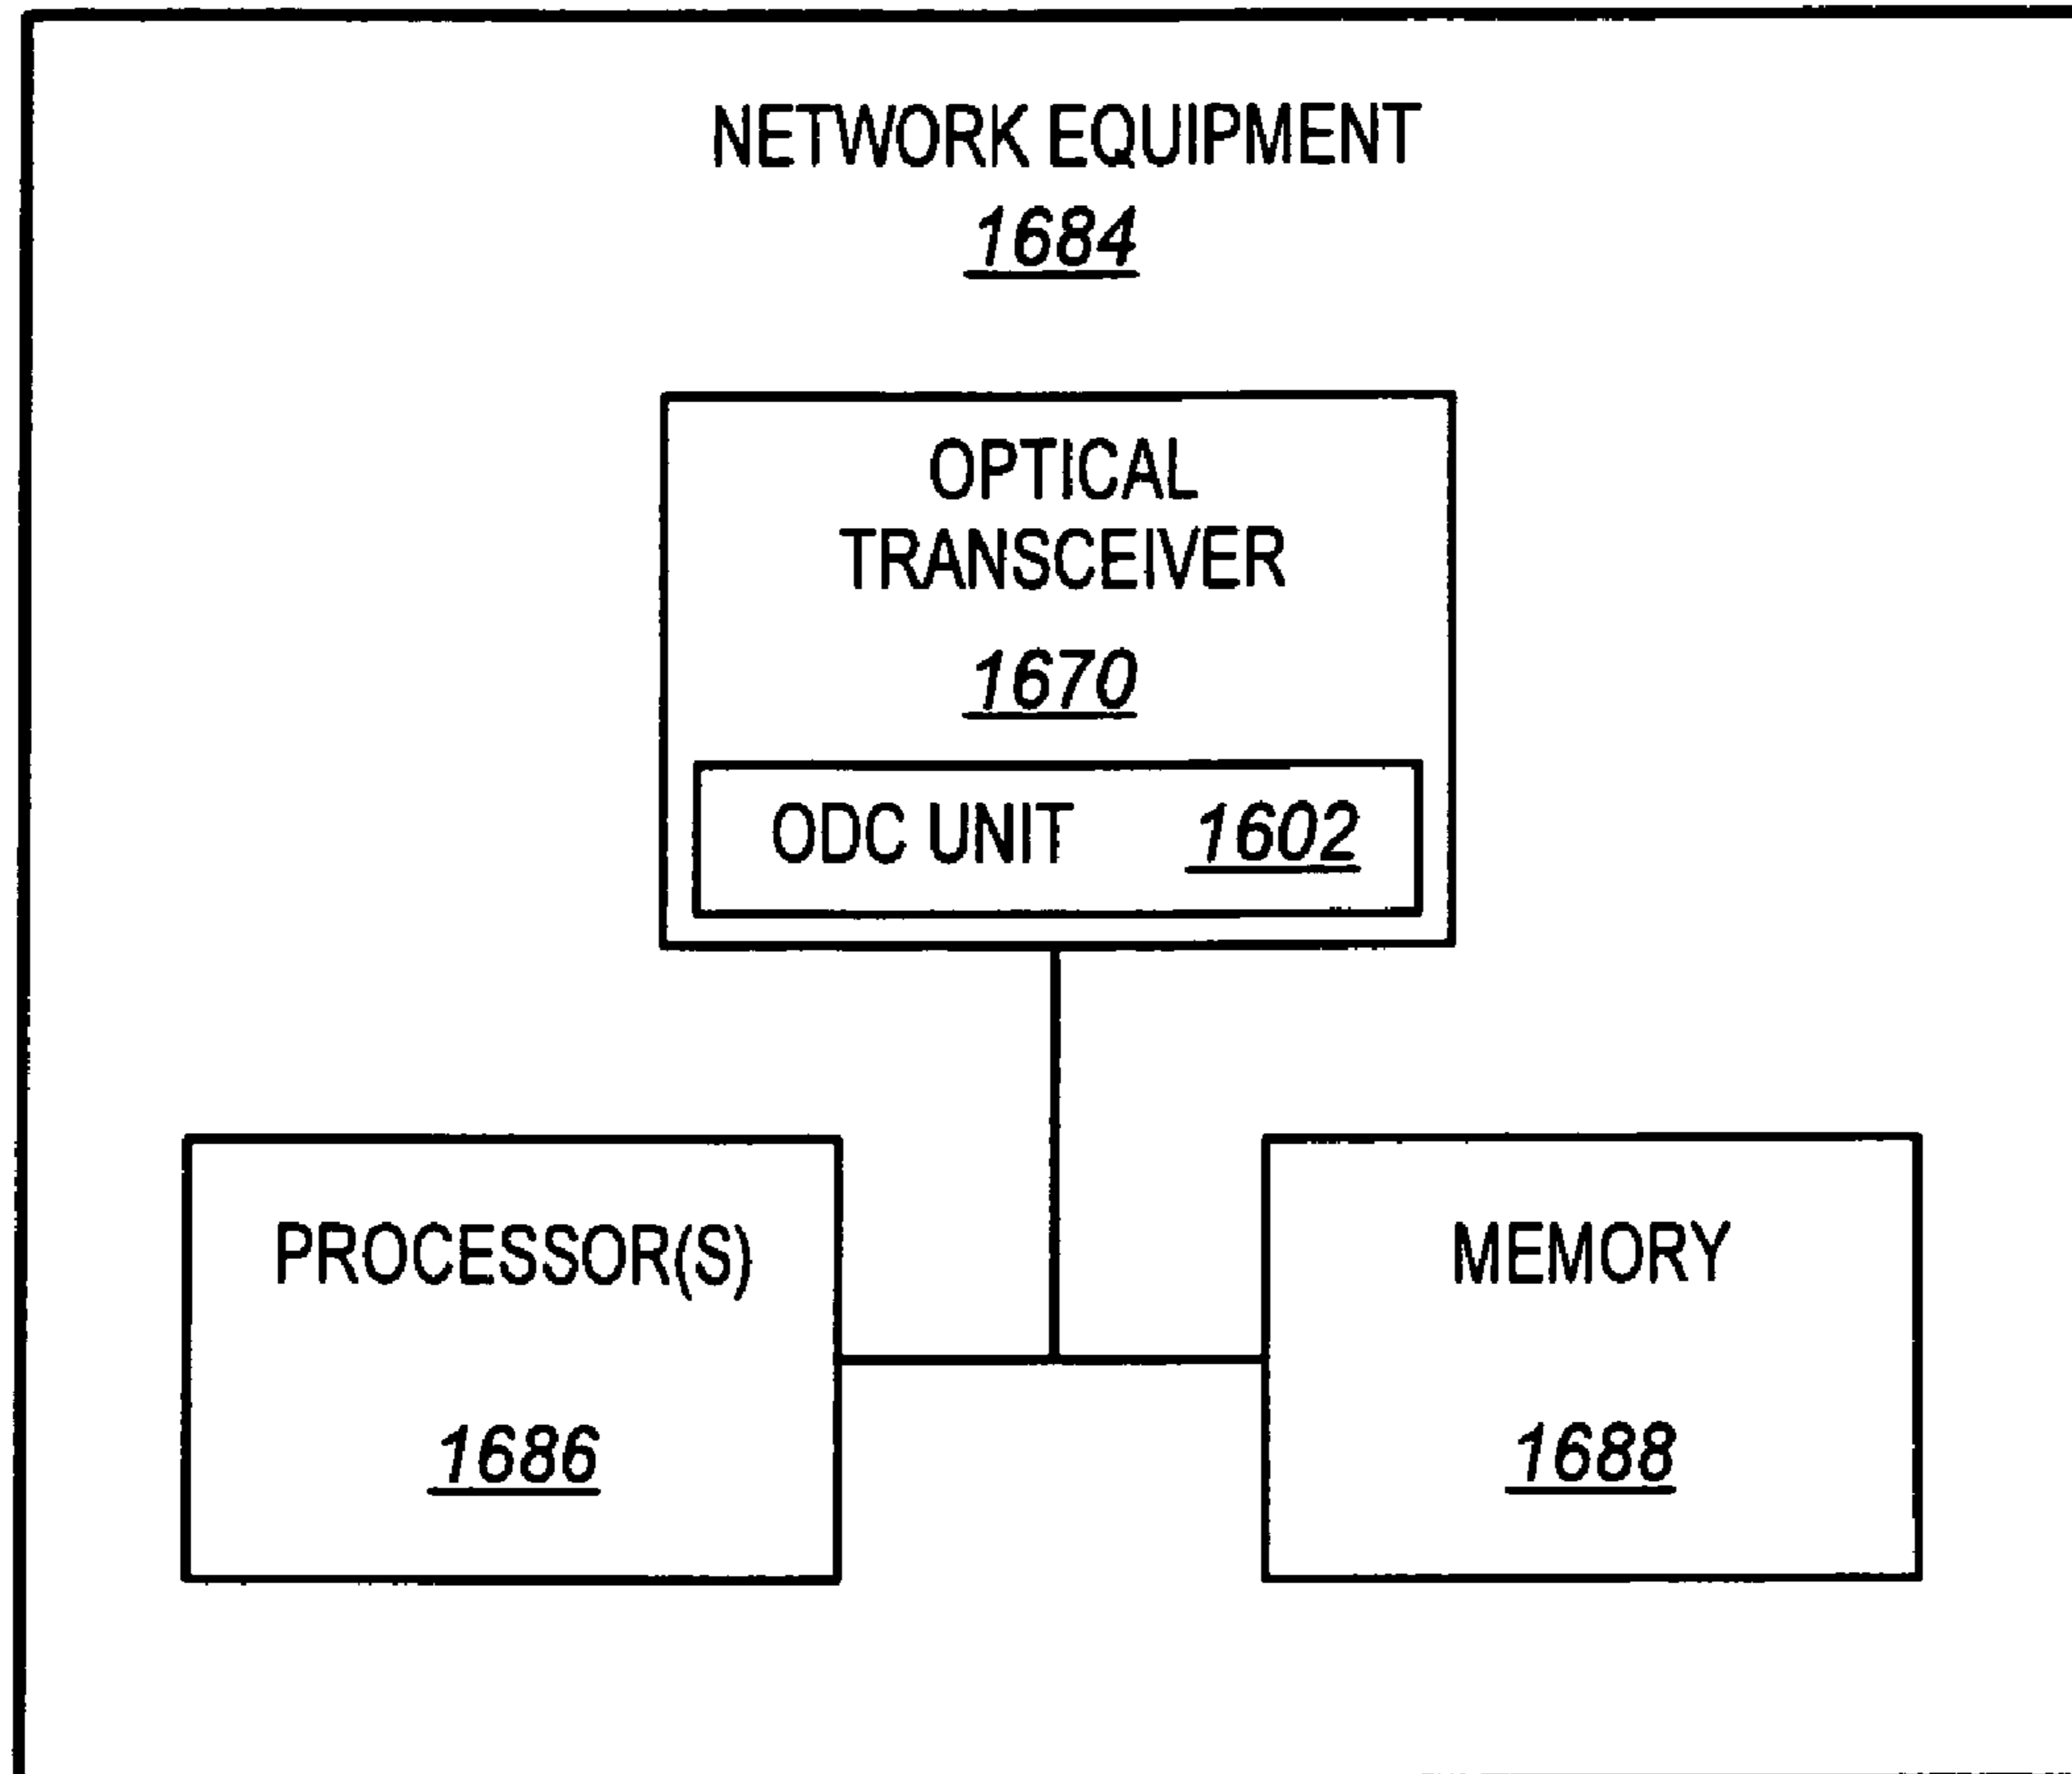 NETWORK EQUIPMENT
1684
OPTICAL
TRANSCEIVER
1670
ODC UNIT 1602
PROCESSOR(S)
1686
MEMORY
1688